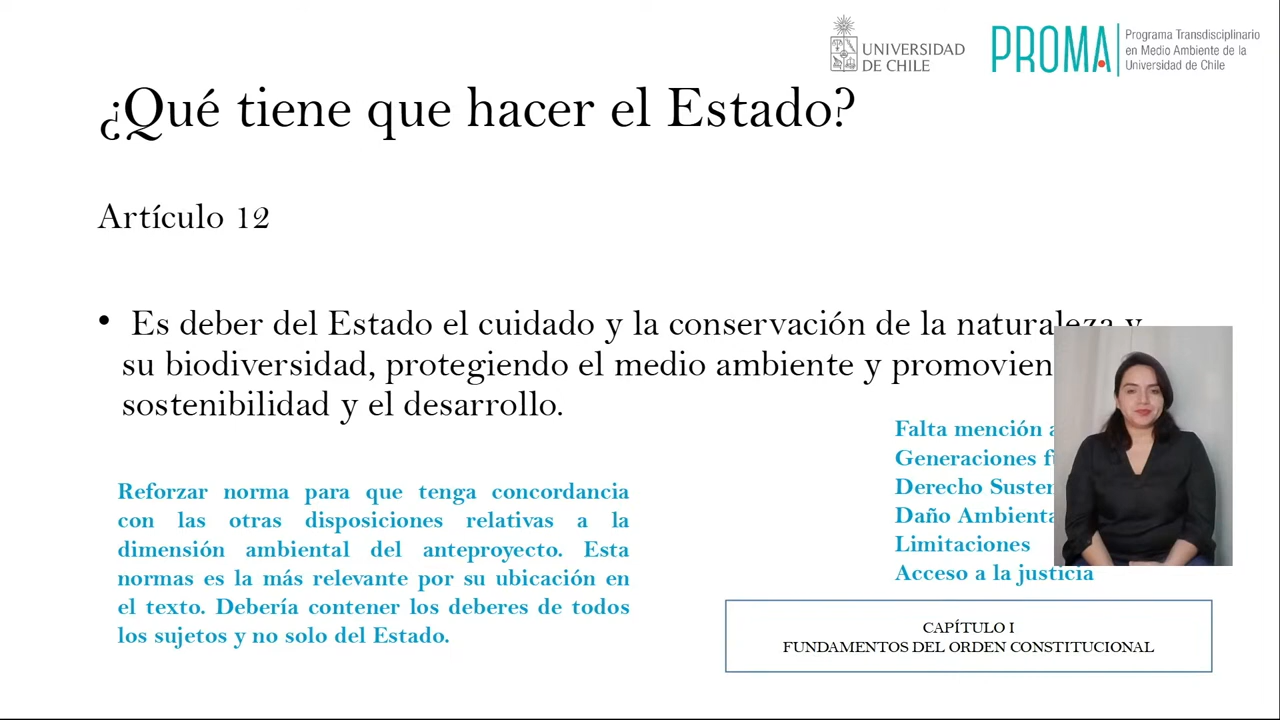 UNIVERSIDAD
DE CHILE
PROMA
Programa Transdisciplinario
en Medio Ambiente de la
Universidad de Chile
¿Qué tiene que hacer el Estado?
Artículo 12
• Es deber del Estado el cuidado y la conservación de la naturaleza y
su biodiversidad, protegiendo el medio ambiente y promovien
sostenibilidad y el desarrollo.
Falta mención a
Generaciones
Derecho
Daño
Limitaciones
Acceso a la justicia
Reforzar norma para que tenga concordancia
con las otras disposiciones relativas a la
dimensión ambiental del anteproyecto. Esta
normas es la más relevante por su ubicación en
el texto. Debería contener los deberes de todos
los sujetos y no solo del Estado.
CAPÍTULO I
FUNDAMENTOS DEL ORDEN CONSTITUCIONAL